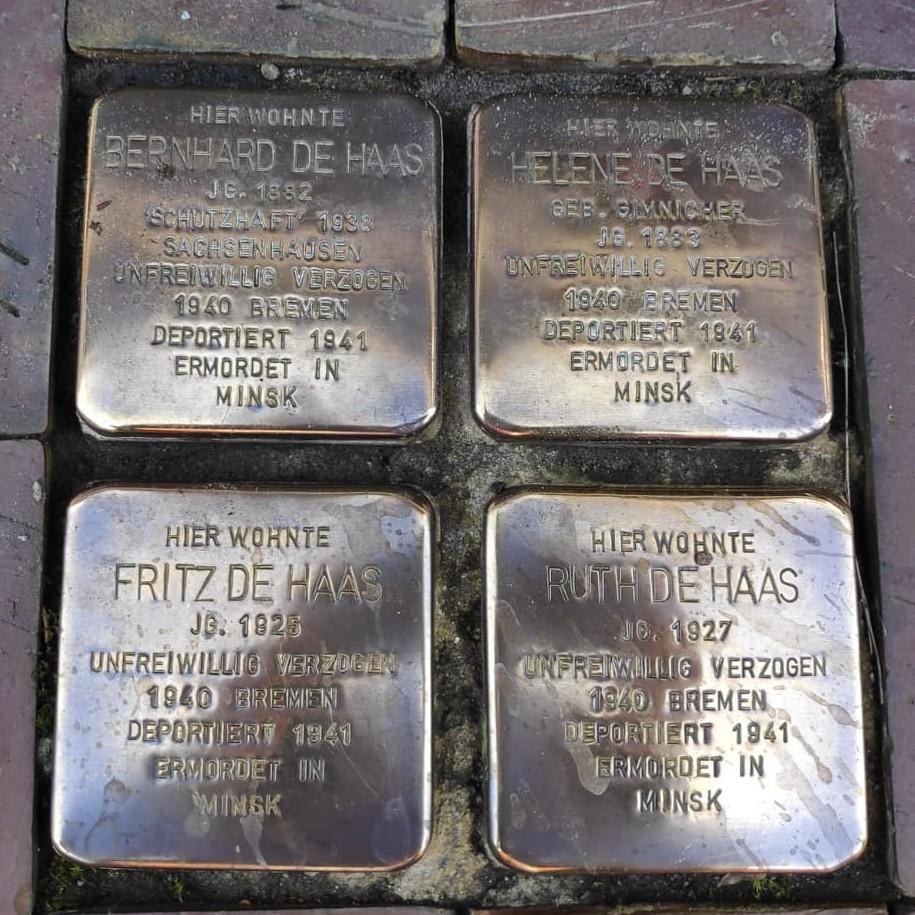 HIER WOHNTE
BERNHARD DE HAAS
JG. 1882
'SCHUTZHAFT' 1938
SACHSENHAUSEN
UNFREIWILLIG VERZOGEN
1940 BREMEN
DEPORTIERT 1941
ERMORDET IN
MINSK
HIER WOHNTE
HELENE DE HAAS
GEB. GIMNICHER
JG. 1883
UNFREIWILLIG VERZOGEN
1940 BREMEN
DEPORTIERT 1941
ERMORDET IN
MINSK
HIER WOHNTE
FRITZ DE HAAS
JG. 1925
UNFREIWILLIG VERZOGEN
1940 BREMEN
DEPORTIERT 1941
ERMORDET IN
MINSK
HIER WOHNTE
RUTH DE HAAS
JG. 1927
UNFREIWILLIG VERZOGEN
1940 BREMEN
DEPORTIERT 1941
ERMORDET IN
MINSK